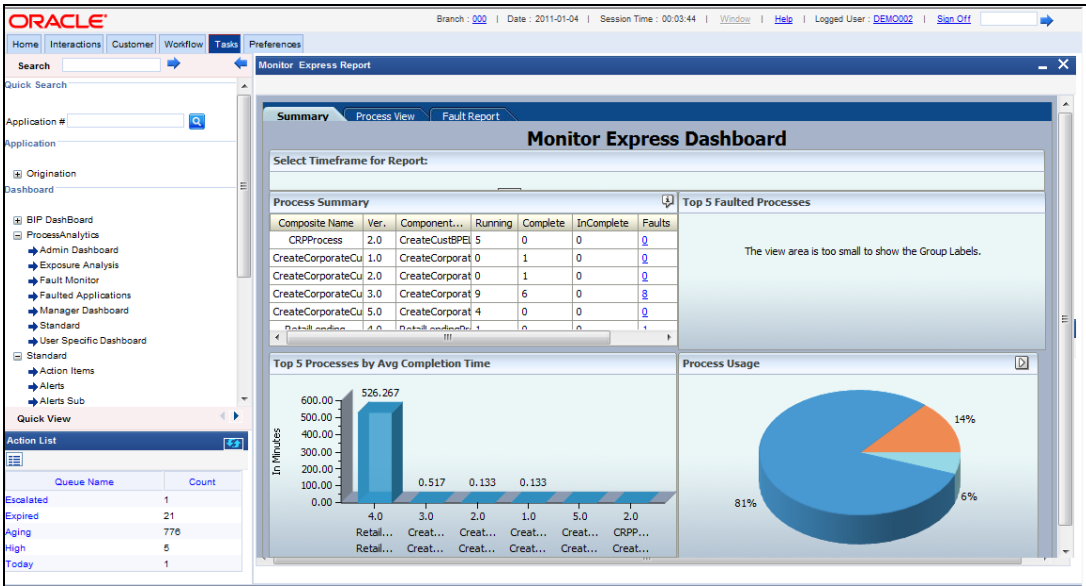 ORACLE
Branch : 000 | Date : 2011-01-04 | Session Time : 00:03:44 | Window | Help | Logged User : DEMO002 | Sign Off
Home Interactions Customer Workflow Tasks Preferences
Search
Monitor Express Report
Quick Search
Application #
Application
Origination
Dashboard
BIP DashBoard
ProcessAnalytics
Admin Dashboard
Exposure Analysis
Fault Monitor
Faulted Applications
Manager Dashboard
Standard
User Specific Dashboard
Standard
Action Items
Alerts
Alerts Sub
Quick View
Action List
Queue Name Count
Escalated 1
Expired 21
Aging 776
High 5
Today 1
Summary Process View Fault Report
Monitor Express Dashboard
Select Timeframe for Report:
Process Summary
Composite Name Ver. Component... Running Complete InComplete Faults
CRPProcess 2.0 CreateCustBPEL 5 0 0 0
CreateCorporateCu 1.0 CreateCorporat 0 1 0 0
CreateCorporateCu 2.0 CreateCorporat 0 1 0 0
CreateCorporateCu 3.0 CreateCorporat 9 6 0 8
CreateCorporateCu 5.0 CreateCorporat 4 0 0 0
RetailLending 4.0 RetailLendingPr 1 0 0 1
Top 5 Faulted Processes
The view area is too small to show the Group Labels.
Top 5 Processes by Avg Completion Time
In Minutes
600.00
500.00
400.00
300.00
200.00
100.00
0.00
526.267 0.517 0.133 0.133
4.0 3.0 2.0 1.0 5.0 2.0
Retail... Creat... Creat... Creat... Creat... CRPP...
Retail... Creat... Creat... Creat... Creat... Creat...
Process Usage
14%
6%
81%